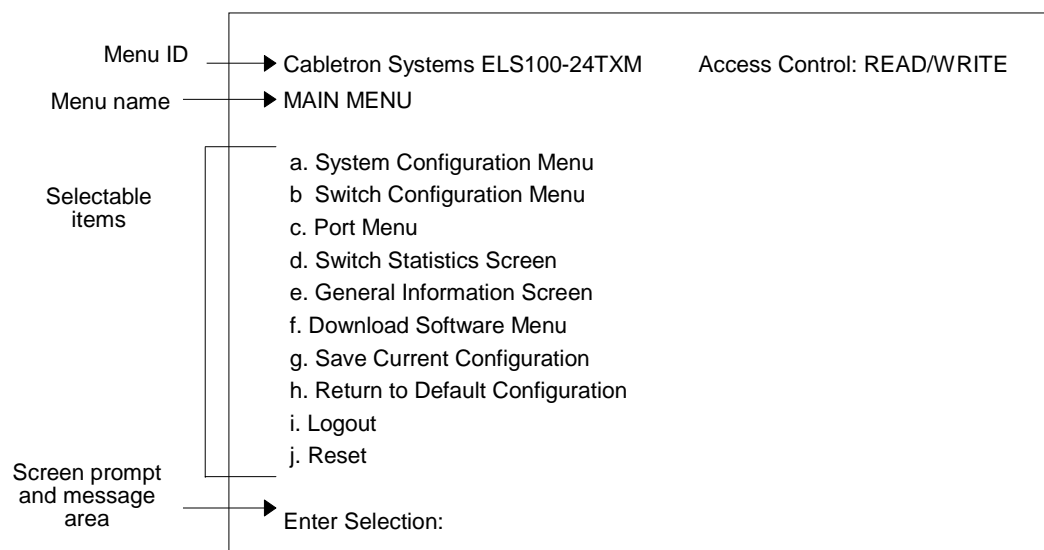 Menu ID
Cabletron Systems ELS100-24TXM Access Control: READ/WRITE
Menu name
MAIN MENU
Selectable
items
a. System Configuration Menu
b Switch Configuration Menu
c. Port Menu
d. Switch Statistics Screen
e. General Information Screen
f. Download Software Menu
g. Save Current Configuration
h. Return to Default Configuration
i. Logout
j. Reset
Screen prompt
and message
area
Enter Selection: